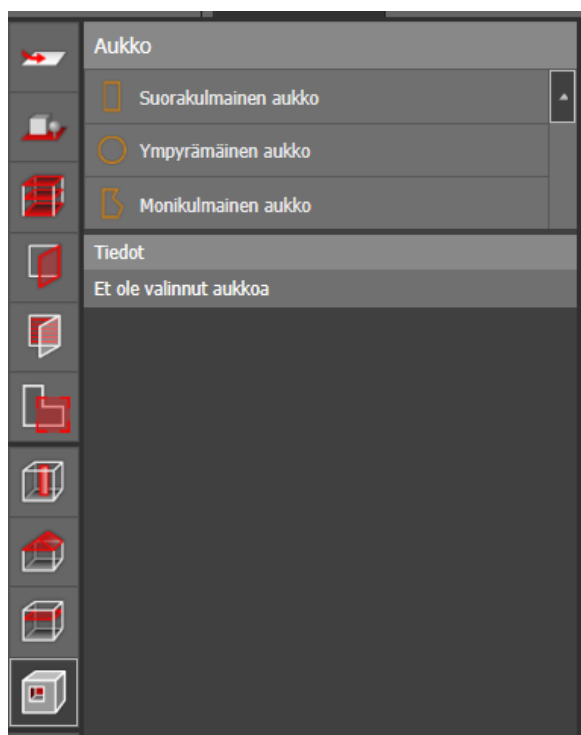 Aukko
Suorakulmainen aukko
Ympyrämäinen aukko
Monikulmainen aukko
Tiedot
Et ole valinnut aukkoa